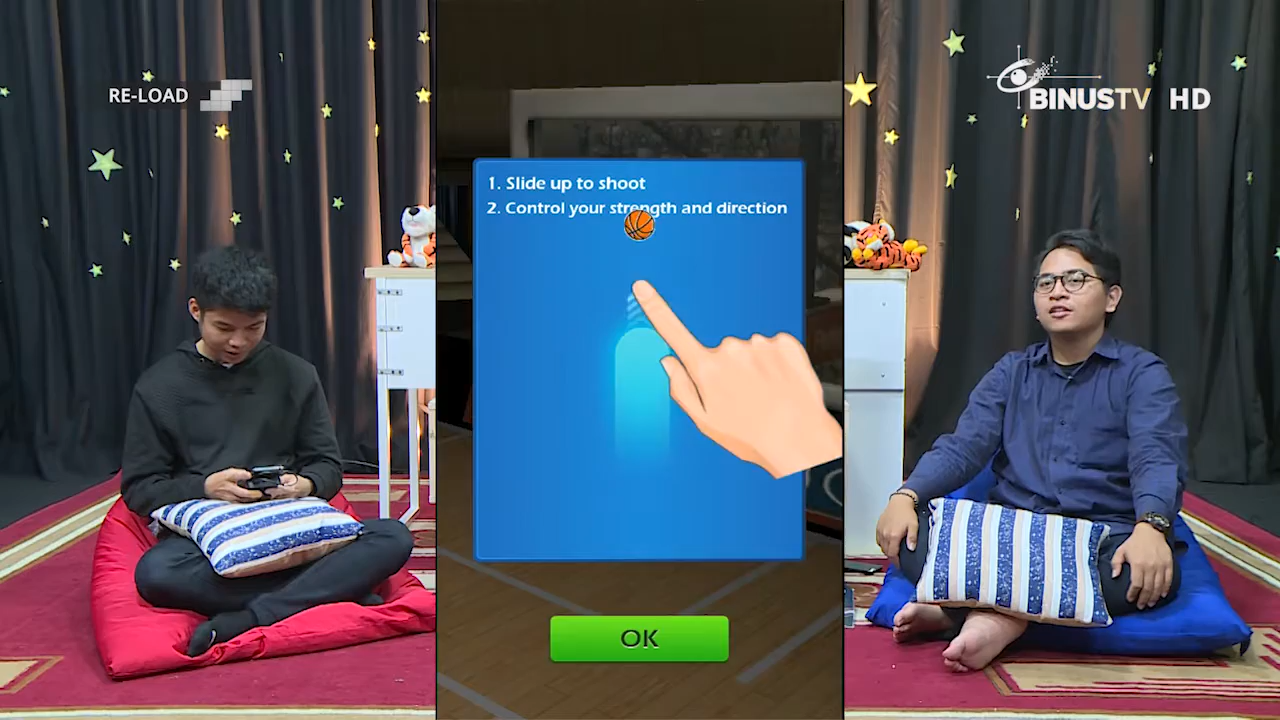 RE-LOAD
BINUSTV HD
1. Slide up to shoot
2. Control your strength and direction
OK